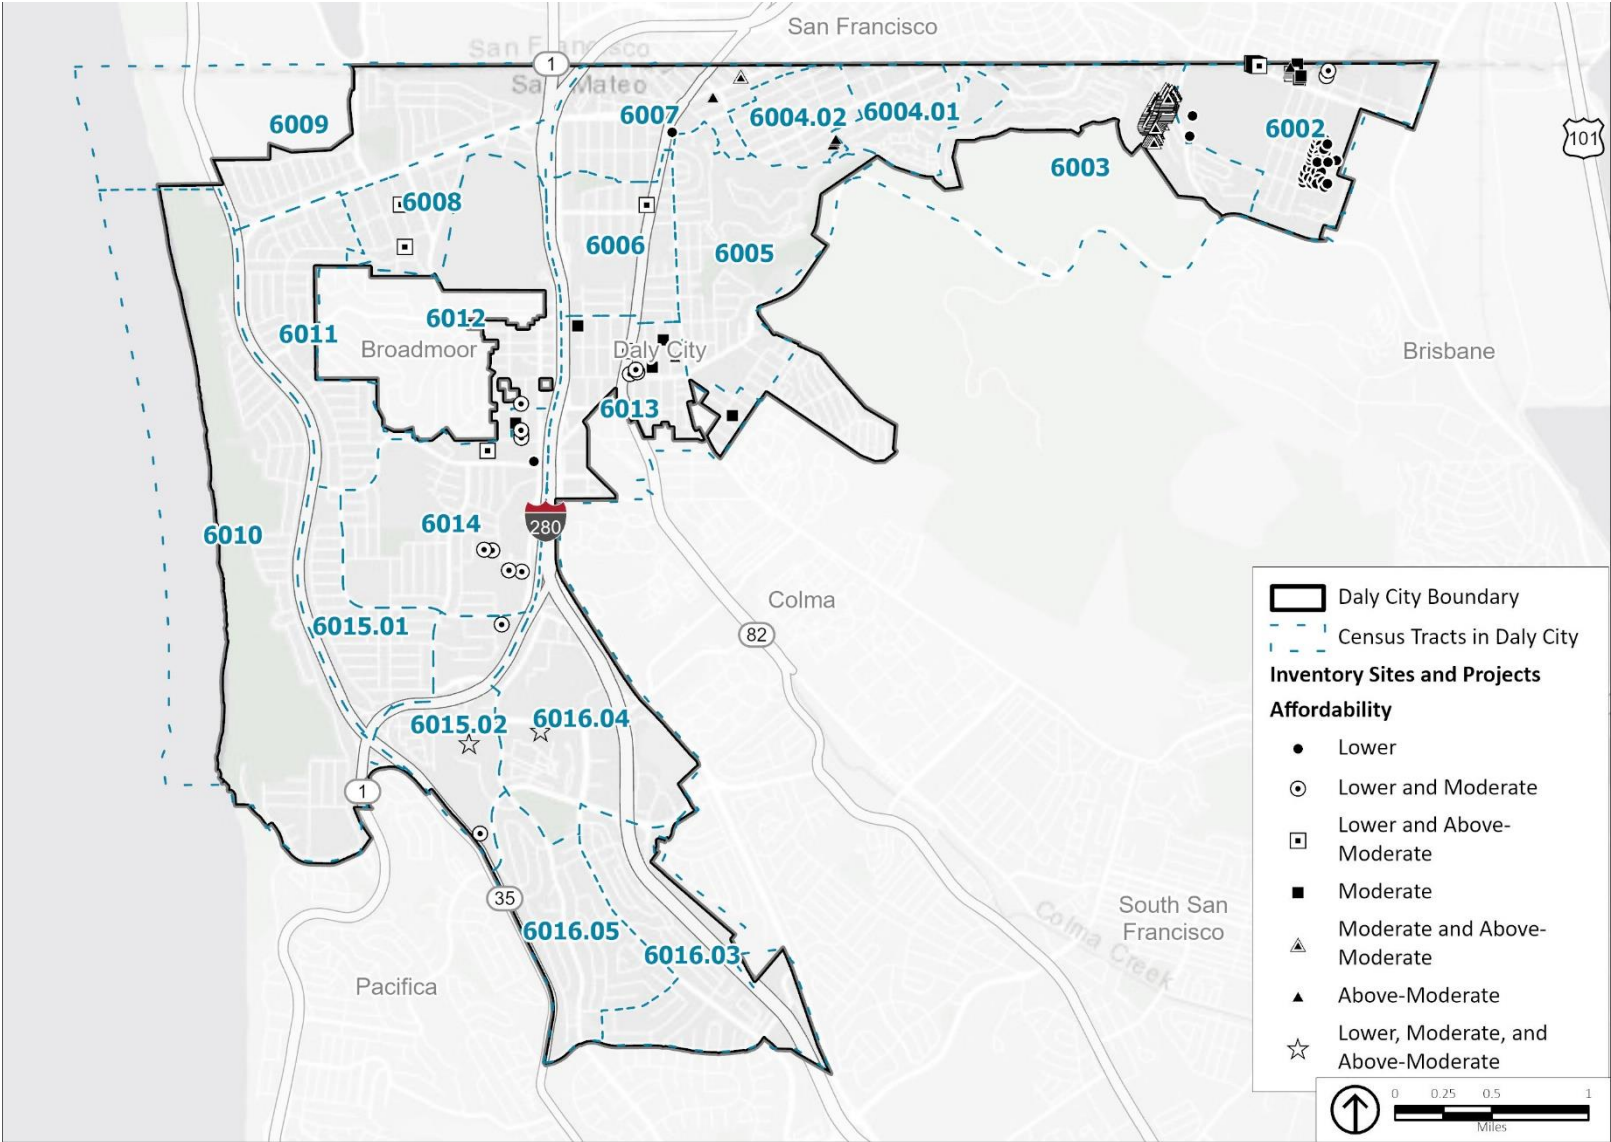 San Francisco
San Francisco
1
San Mateo
6009
6007
6004.02
6004.01
6002
101
6003
6008
6006
6005
6011
6012
Broadmoor
Daly City
Brisbane
6013
6010
6014
280
Colma
82
6015.01
6015.02
6016.04
1
35
6016.05
6016.03
South San
Francisco
Colma Creek
Pacifica
Daly City Boundary
Census Tracts in Daly City
Inventory Sites and Projects
Affordability
Lower
Lower and Moderate
Lower and Above-
Moderate
Moderate
Moderate and Above-
Moderate
Above-Moderate
Lower, Moderate, and
Above-Moderate
0 0.25 0.5 1
Miles